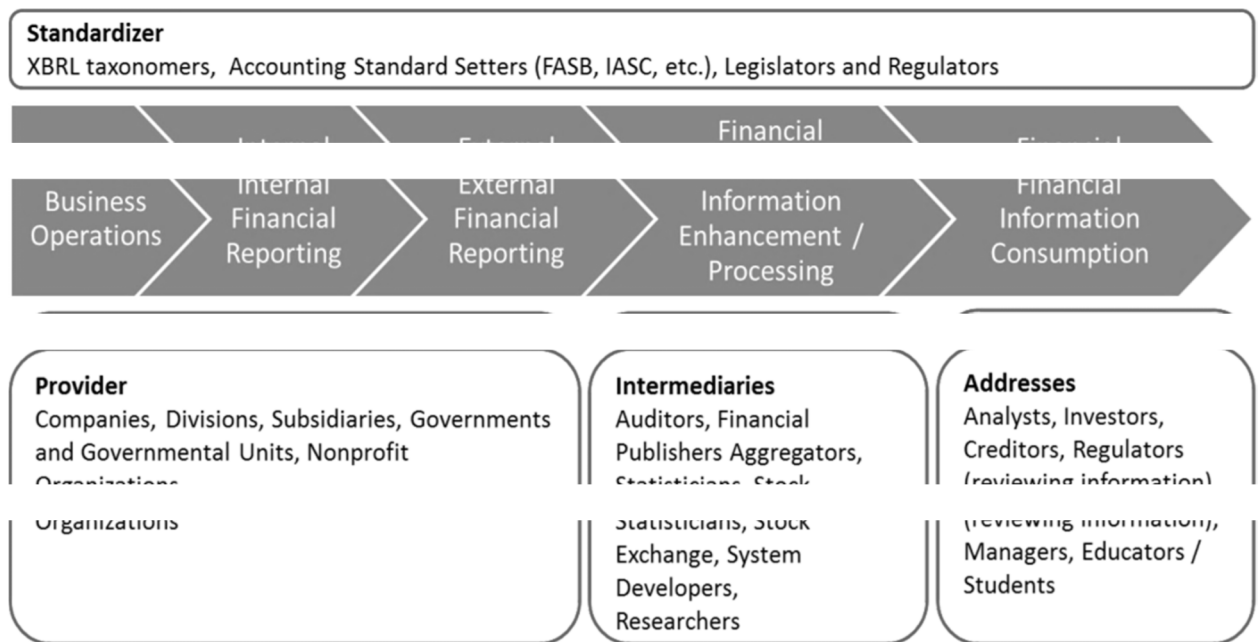 Standardizer
XBRL taxonomers, Accounting Standard Setters (FASB, IASC, etc.), Legislators and Regulators
Business
Operations
Internal
Financial
Reporting
External
Financial
Reporting
Financial
Information
Enhancement /
Processing
Financial
Information
Consumption
Provider
Companies, Divisions, Subsidiaries, Governments
and Governmental Units, Nonprofit
Organizations
Intermediaries
Auditors, Financial
Publishers Aggregators,
Statisticians, Stock
Exchange, System
Developers,
Researchers
Addresses
Analysts, Investors,
Creditors, Regulators
(reviewing information),
Managers, Educators /
Students